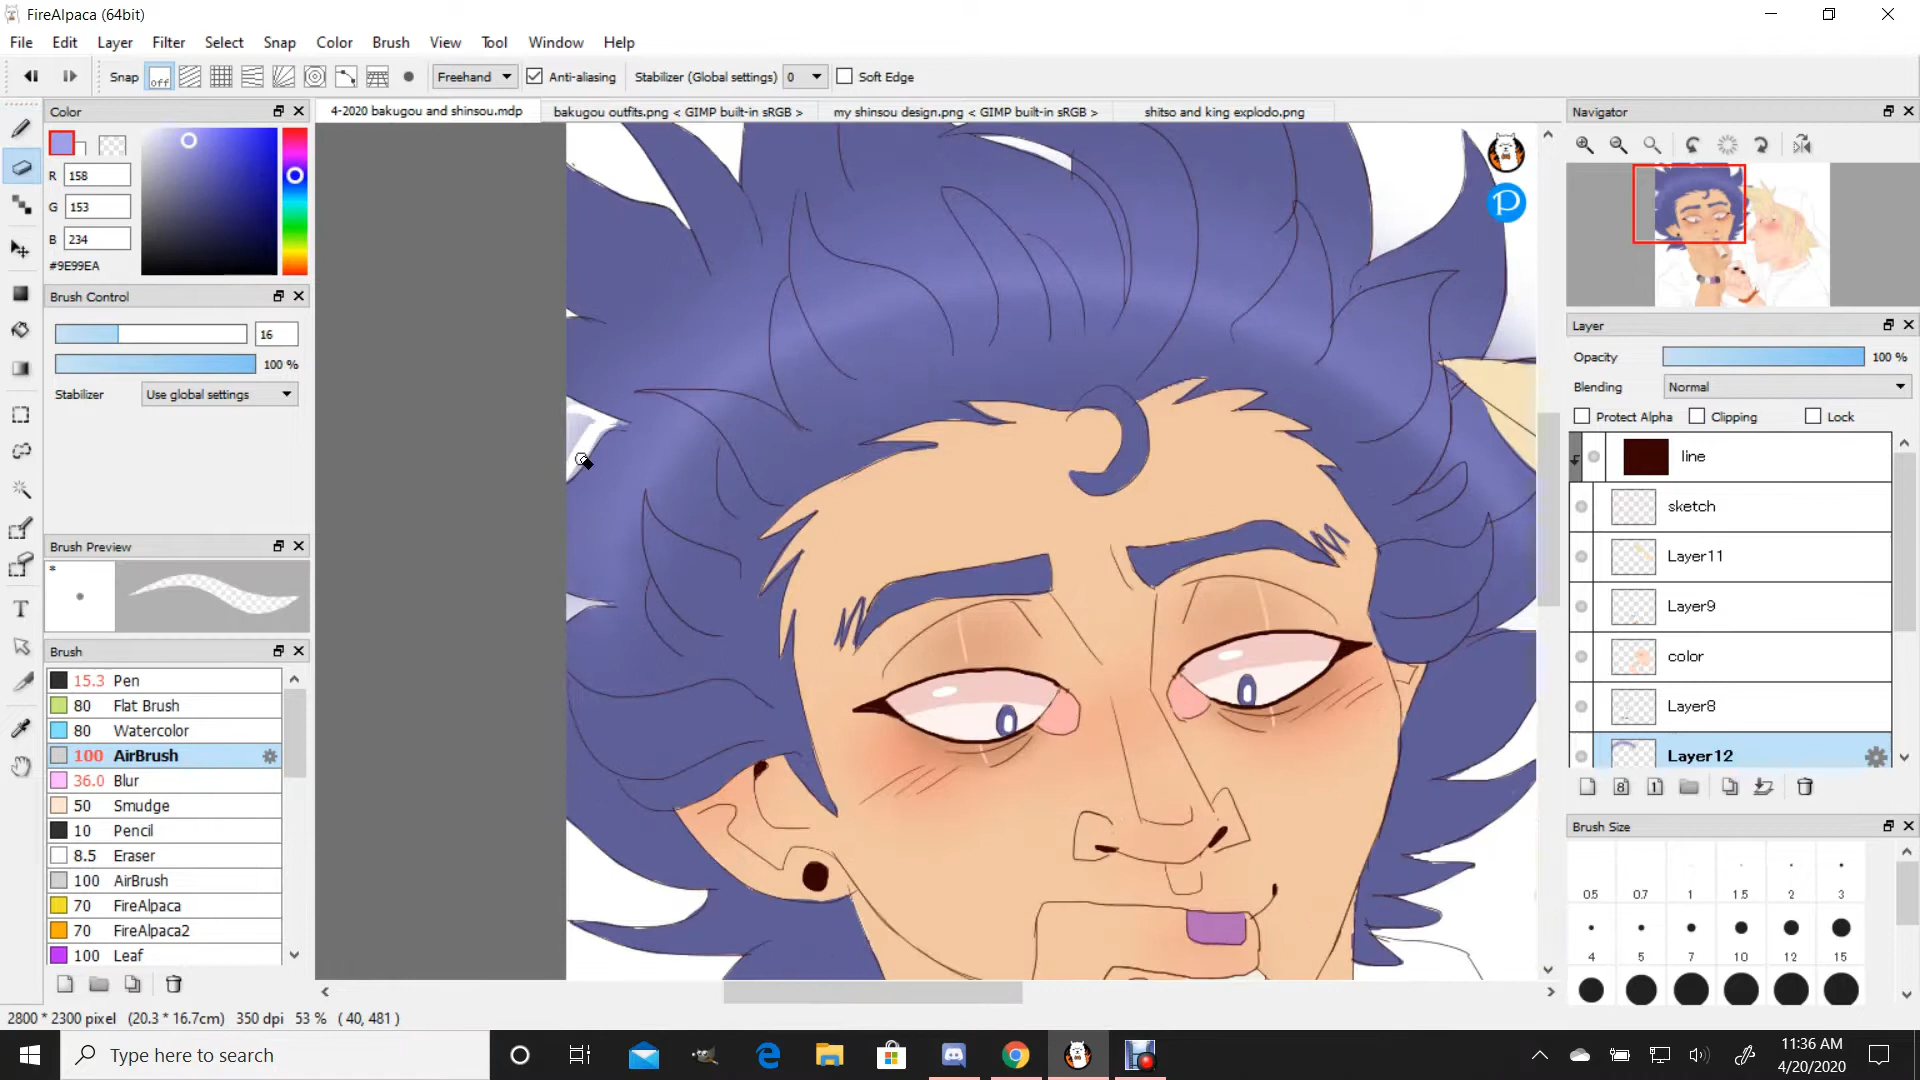 FireAlpaca (64bit)
File Edit Layer Filter Select Snap Color Brush View Tool Window Help
Snap off Freehand Anti-aliasing Stabilizer (Global settings) 0 Soft Edge
Color
4-2020 bakugou and shinsou.mdp
bakugou outfits.png < GIMP built-in sRGB >
my shinsou design.png < GIMP built-in sRGB >
shitso and king explodo.png
Navigator
R 158
G 153
B 234
#9E99EA
Brush Control
16
100 %
Stabilizer Use global settings
Brush Preview
*
Brush
15.3 Pen
80 Flat Brush
80 Watercolor
100 AirBrush
36.0 Blur
50 Smudge
10 Pencil
8.5 Eraser
100 AirBrush
70 FireAlpaca
70 FireAlpaca2
100 Leaf
P
Layer
Opacity 100 %
Blending Normal
Protect Alpha Clipping Lock
line
sketch
Layer11
Layer9
color
Layer8
Layer12
8 1
Brush Size
0.5 0.7 1 1.5 2 3
4 5 7 10 12 15
T
2800 * 2300 pixel (20.3 * 16.7cm) 350 dpi 53 % ( 40, 481 )
Type here to search
11:36 AM
4/20/2020